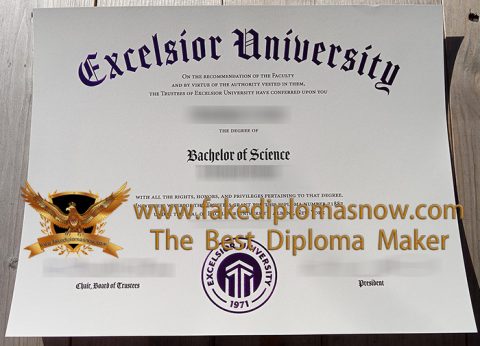 Excelsior University
ON THE RECOMMENDATION OF THE FACULTY
AND BY VIRTUE OF THE AUTHORITY VESTED IN THEM,
THE TRUSTEES OF EXCELSIOR UNIVERSITY HAVE CONFERRED UPON YOU
THE DEGREE OF
Bachelor of Science
WITH ALL THE RIGHTS, HONORS, AND PRIVILEGES PERTAINING TO THAT DEGREE.
www.fakediplomasnow.com
The Best Diploma Maker
EXCELSIOR UNIVERSITY
1971
Chair, Board of Trustees
President